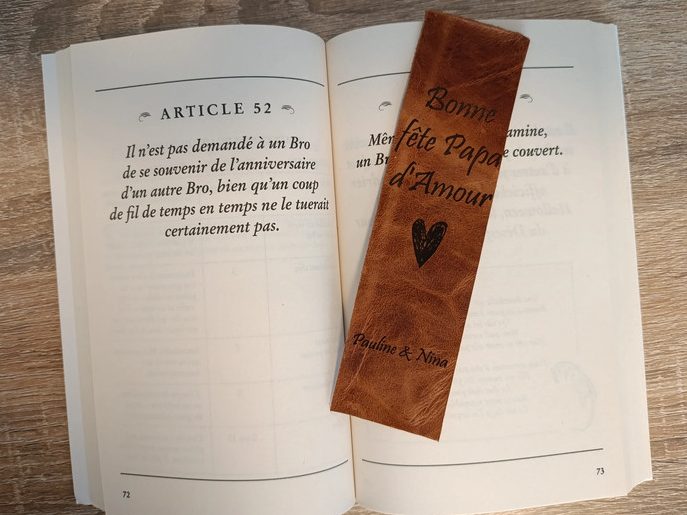 ARTICLE 52
Il n'est pas demandé à un Bro
de se souvenir de l'anniversaire
d'un autre Bro, bien qu'un coup
de fil de temps en temps ne le tuerait
certainement pas.
72
Bonne
fête Papa
d'Amour
Pauline & Nina
un
couvert.
73